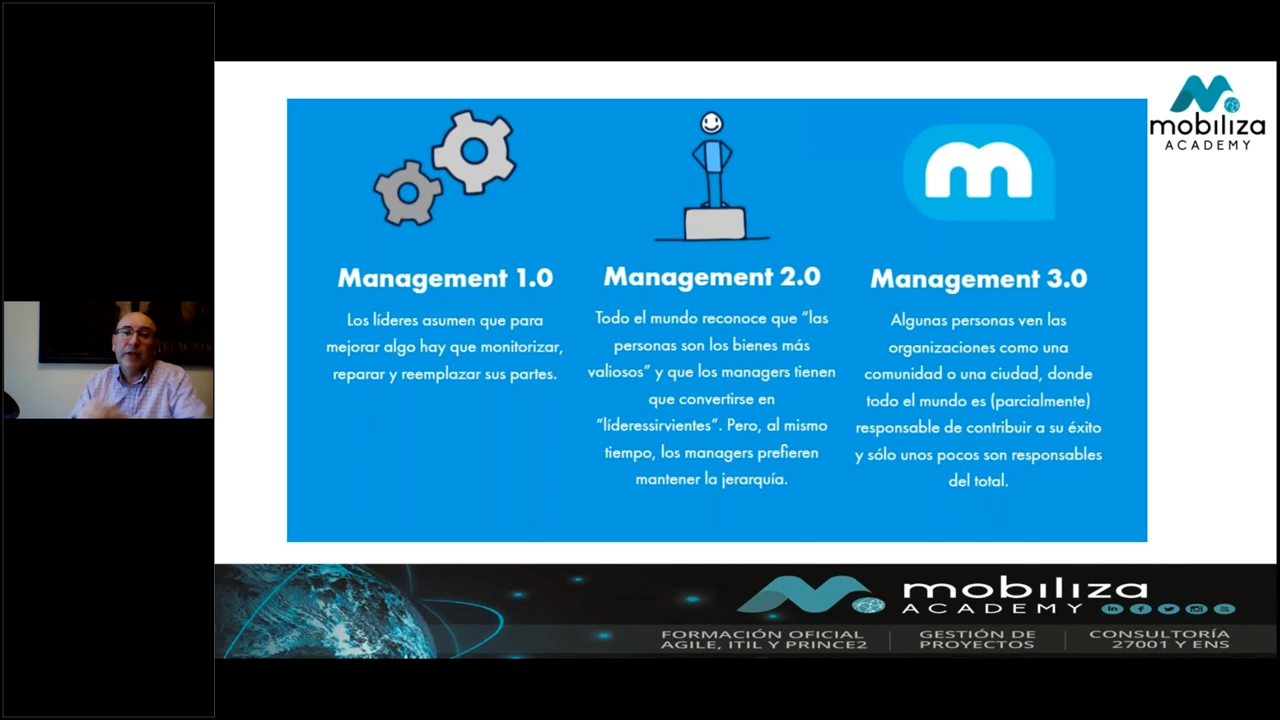 mobiliza
ACADEMY
Management 1.0
Los líderes asumen que para
mejorar algo hay que monitorizar,
reparar y reemplazar sus partes.
Management 2.0
Todo el mundo reconoce que “las
personas son los bienes más
valiosos” y que los managers tienen
que convertirse en
“líderessirvientes”. Pero, al mismo
tiempo, los managers prefieren
mantener la jerarquía.
m
Management 3.0
Algunas personas ven las
organizaciones como una
comunidad o una ciudad, donde
todo el mundo es (parcialmente)
responsable de contribuir a su éxito
y sólo unos pocos son responsables
del total.
mobiliza
ACADEMY
FORMACIÓN OFICIAL
AGILE, ITIL Y PRINCE2
GESTIÓN DE
PROYECTOS
CONSULTORÍA
27001 Y ENS